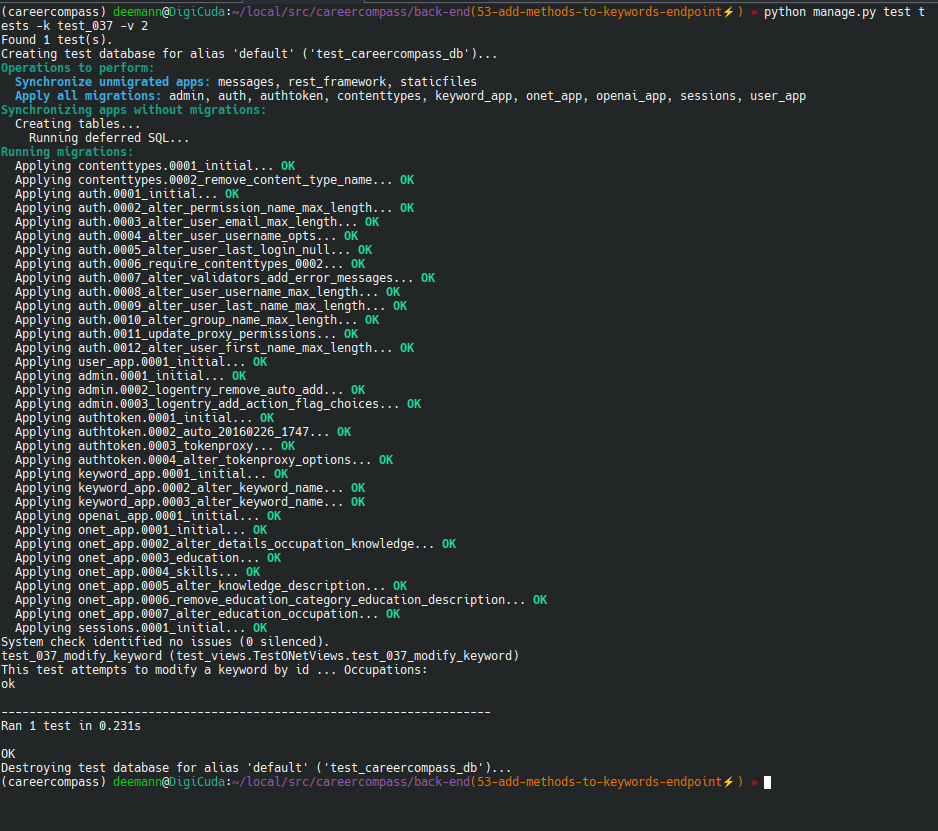 (careercompass) deemann@DigiCuda:~/local/src/careercompass/back-end(53-add-methods-to-keywords-endpoint⚡) » python manage.py test t
ests -k test_037 -v 2
Found 1 test(s).
Creating test database for alias 'default' ('test_careercompass_db')...
Operations to perform:
  Synchronize unmigrated apps: messages, rest_framework, staticfiles
  Apply all migrations: admin, auth, authtoken, contenttypes, keyword_app, onet_app, openai_app, sessions, user_app
Synchronizing apps without migrations:
  Creating tables...
    Running deferred SQL...
Running migrations:
  Applying contenttypes.0001_initial... OK
  Applying contenttypes.0002_remove_content_type_name... OK
  Applying auth.0001_initial... OK
  Applying auth.0002_alter_permission_name_max_length... OK
  Applying auth.0003_alter_user_email_max_length... OK
  Applying auth.0004_alter_user_username_opts... OK
  Applying auth.0005_alter_user_last_login_null... OK
  Applying auth.0006_require_contenttypes_0002... OK
  Applying auth.0007_alter_validators_add_error_messages... OK
  Applying auth.0008_alter_user_username_max_length... OK
  Applying auth.0009_alter_user_last_name_max_length... OK
  Applying auth.0010_alter_group_name_max_length... OK
  Applying auth.0011_update_proxy_permissions... OK
  Applying auth.0012_alter_user_first_name_max_length... OK
  Applying user_app.0001_initial... OK
  Applying admin.0001_initial... OK
  Applying admin.0002_logentry_remove_auto_add... OK
  Applying admin.0003_logentry_add_action_flag_choices... OK
  Applying authtoken.0001_initial... OK
  Applying authtoken.0002_auto_20160226_1747... OK
  Applying authtoken.0003_tokenproxy... OK
  Applying authtoken.0004_alter_tokenproxy_options... OK
  Applying keyword_app.0001_initial... OK
  Applying keyword_app.0002_alter_keyword_name... OK
  Applying keyword_app.0003_alter_keyword_name... OK
  Applying openai_app.0001_initial... OK
  Applying onet_app.0001_initial... OK
  Applying onet_app.0002_alter_details_occupation_knowledge... OK
  Applying onet_app.0003_education... OK
  Applying onet_app.0004_skills... OK
  Applying onet_app.0005_alter_knowledge_description... OK
  Applying onet_app.0006_remove_education_category_education_description... OK
  Applying onet_app.0007_alter_education_occupation... OK
  Applying sessions.0001_initial... OK
System check identified no issues (0 silenced).
test_037_modify_keyword (test_views.TestONetViews.test_037_modify_keyword)
This test attempts to modify a keyword by id ... Occupations:
ok

----------------------------------------------------------------------
Ran 1 test in 0.231s

OK
Destroying test database for alias 'default' ('test_careercompass_db')...
(careercompass) deemann@DigiCuda:~/local/src/careercompass/back-end(53-add-methods-to-keywords-endpoint⚡) »